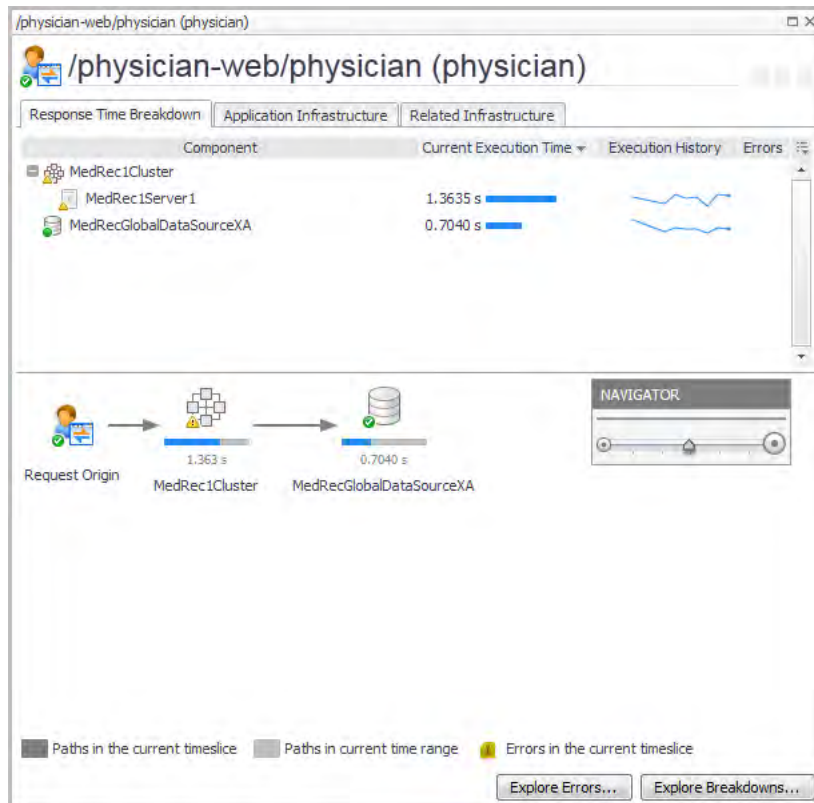 /physician-web/physician (physician)
/physician-web/physician (physician)
Response Time Breakdown Application Infrastructure Related Infrastructure
Component Current Execution Time Execution History Errors
MedRec1Cluster
MedRec1Server1 1.3635 s
MedRecGlobalDataSourceXA 0.7040 s
NAVIGATOR
1.363 s 0.7040 s
Request Origin
MedRec1Cluster MedRecGlobalDataSourceXA
Paths in the current timeslice Paths in current time range Errors in the current timeslice
Explore Errors... Explore Breakdowns...